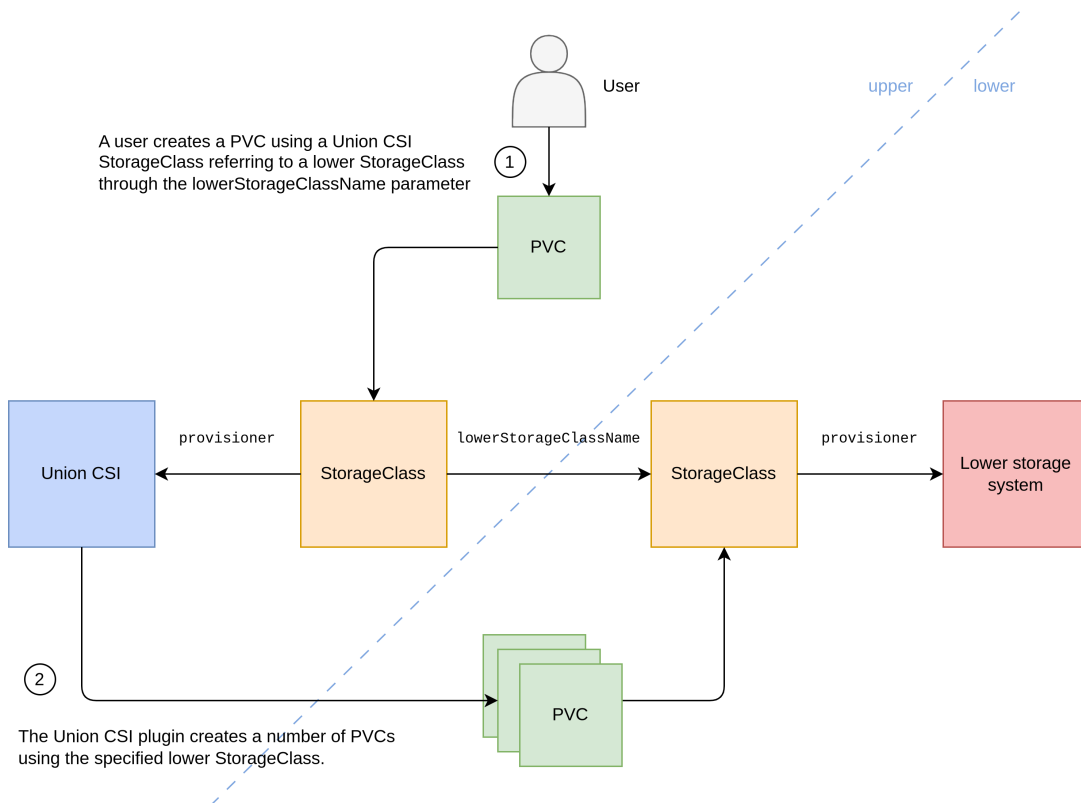 User
upper
lower
A user creates a PVC using a Union CSI
StorageClass referring to a lower StorageClass
through the lowerStorageClassName parameter
1
PVC
provisioner
lowerStorageClassName
provisioner
Union CSI
StorageClass
StorageClass
Lower storage
system
2
PVC
The Union CSI plugin creates a number of PVCs
using the specified lower StorageClass.